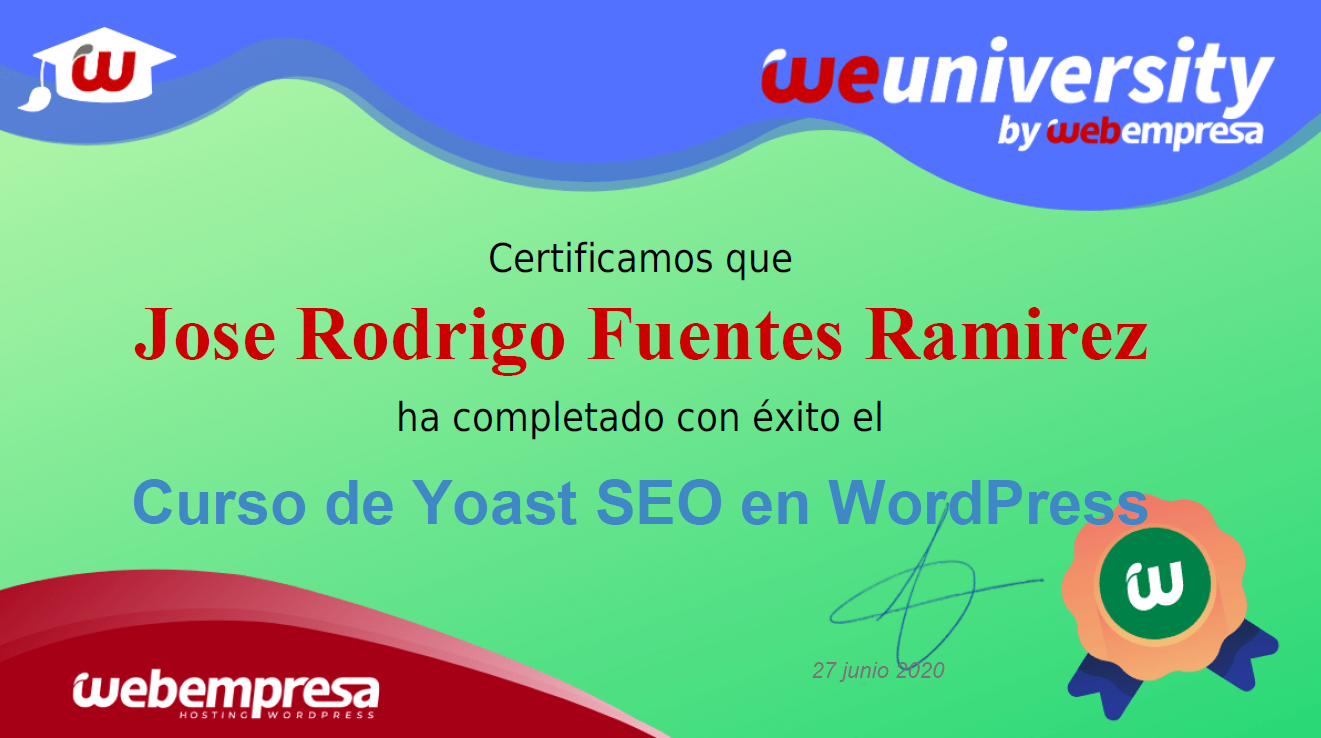 weuniversity
by webempresa
Certificamos que
Jose Rodrigo Fuentes Ramirez
ha completado con éxito el
Curso de Yoast SEO en WordPress
27 junio 2020
webempresa
HOSTING WORDPRESS